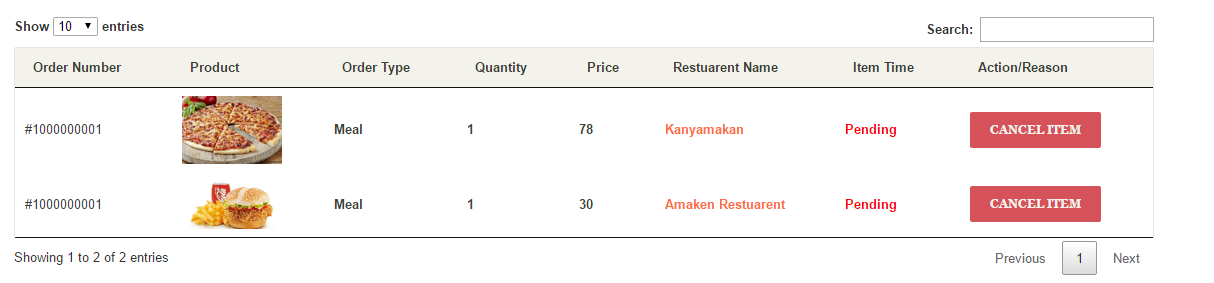 Show 10 entries
Search:
Order Number Product Order Type Quantity Price Restuarent Name Item Time Action/Reason
#1000000001 Meal 1 78 Kanyamakan Pending CANCEL ITEM
#1000000001 Meal 1 30 Amaken Restuarent Pending CANCEL ITEM
Showing 1 to 2 of 2 entries
Previous 1 Next